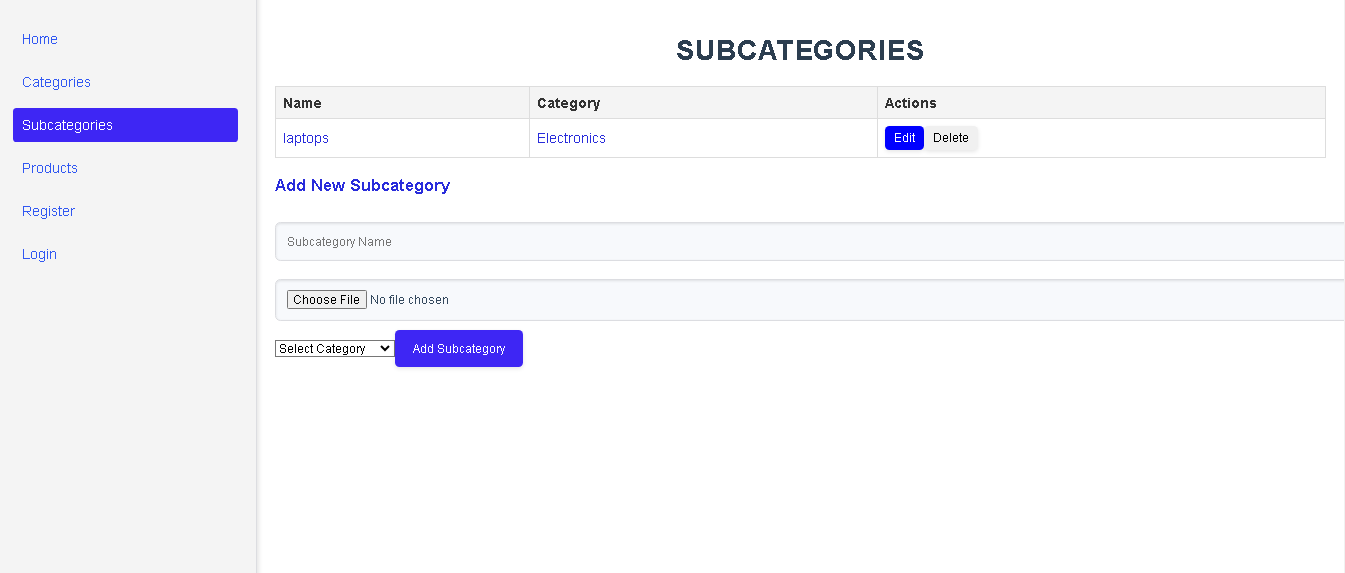 Home
Categories
Subcategories
Products
Register
Login
SUBCATEGORIES
Name Category Actions
laptops Electronics Edit Delete
Add New Subcategory
Subcategory Name
Choose File No file chosen
Select Category Add Subcategory